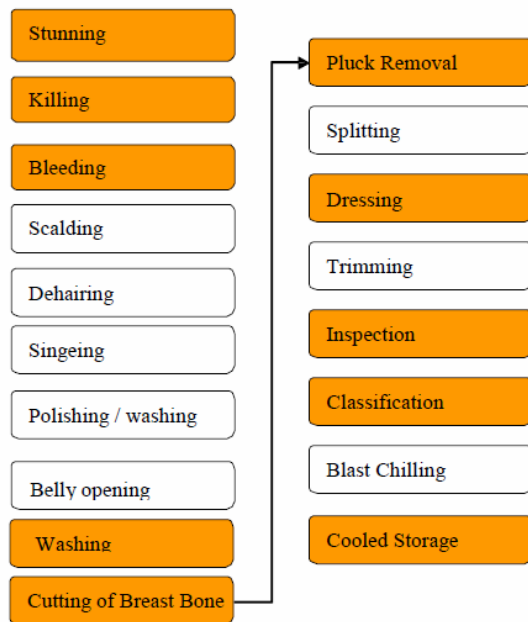 Stunning
Killing
Bleeding
Scalding
Dehairing
Singeing
Polishing / washing
Belly opening
Washing
Cutting of Breast Bone
Pluck Removal
Splitting
Dressing
Trimming
Inspection
Classification
Blast Chilling
Cooled Storage